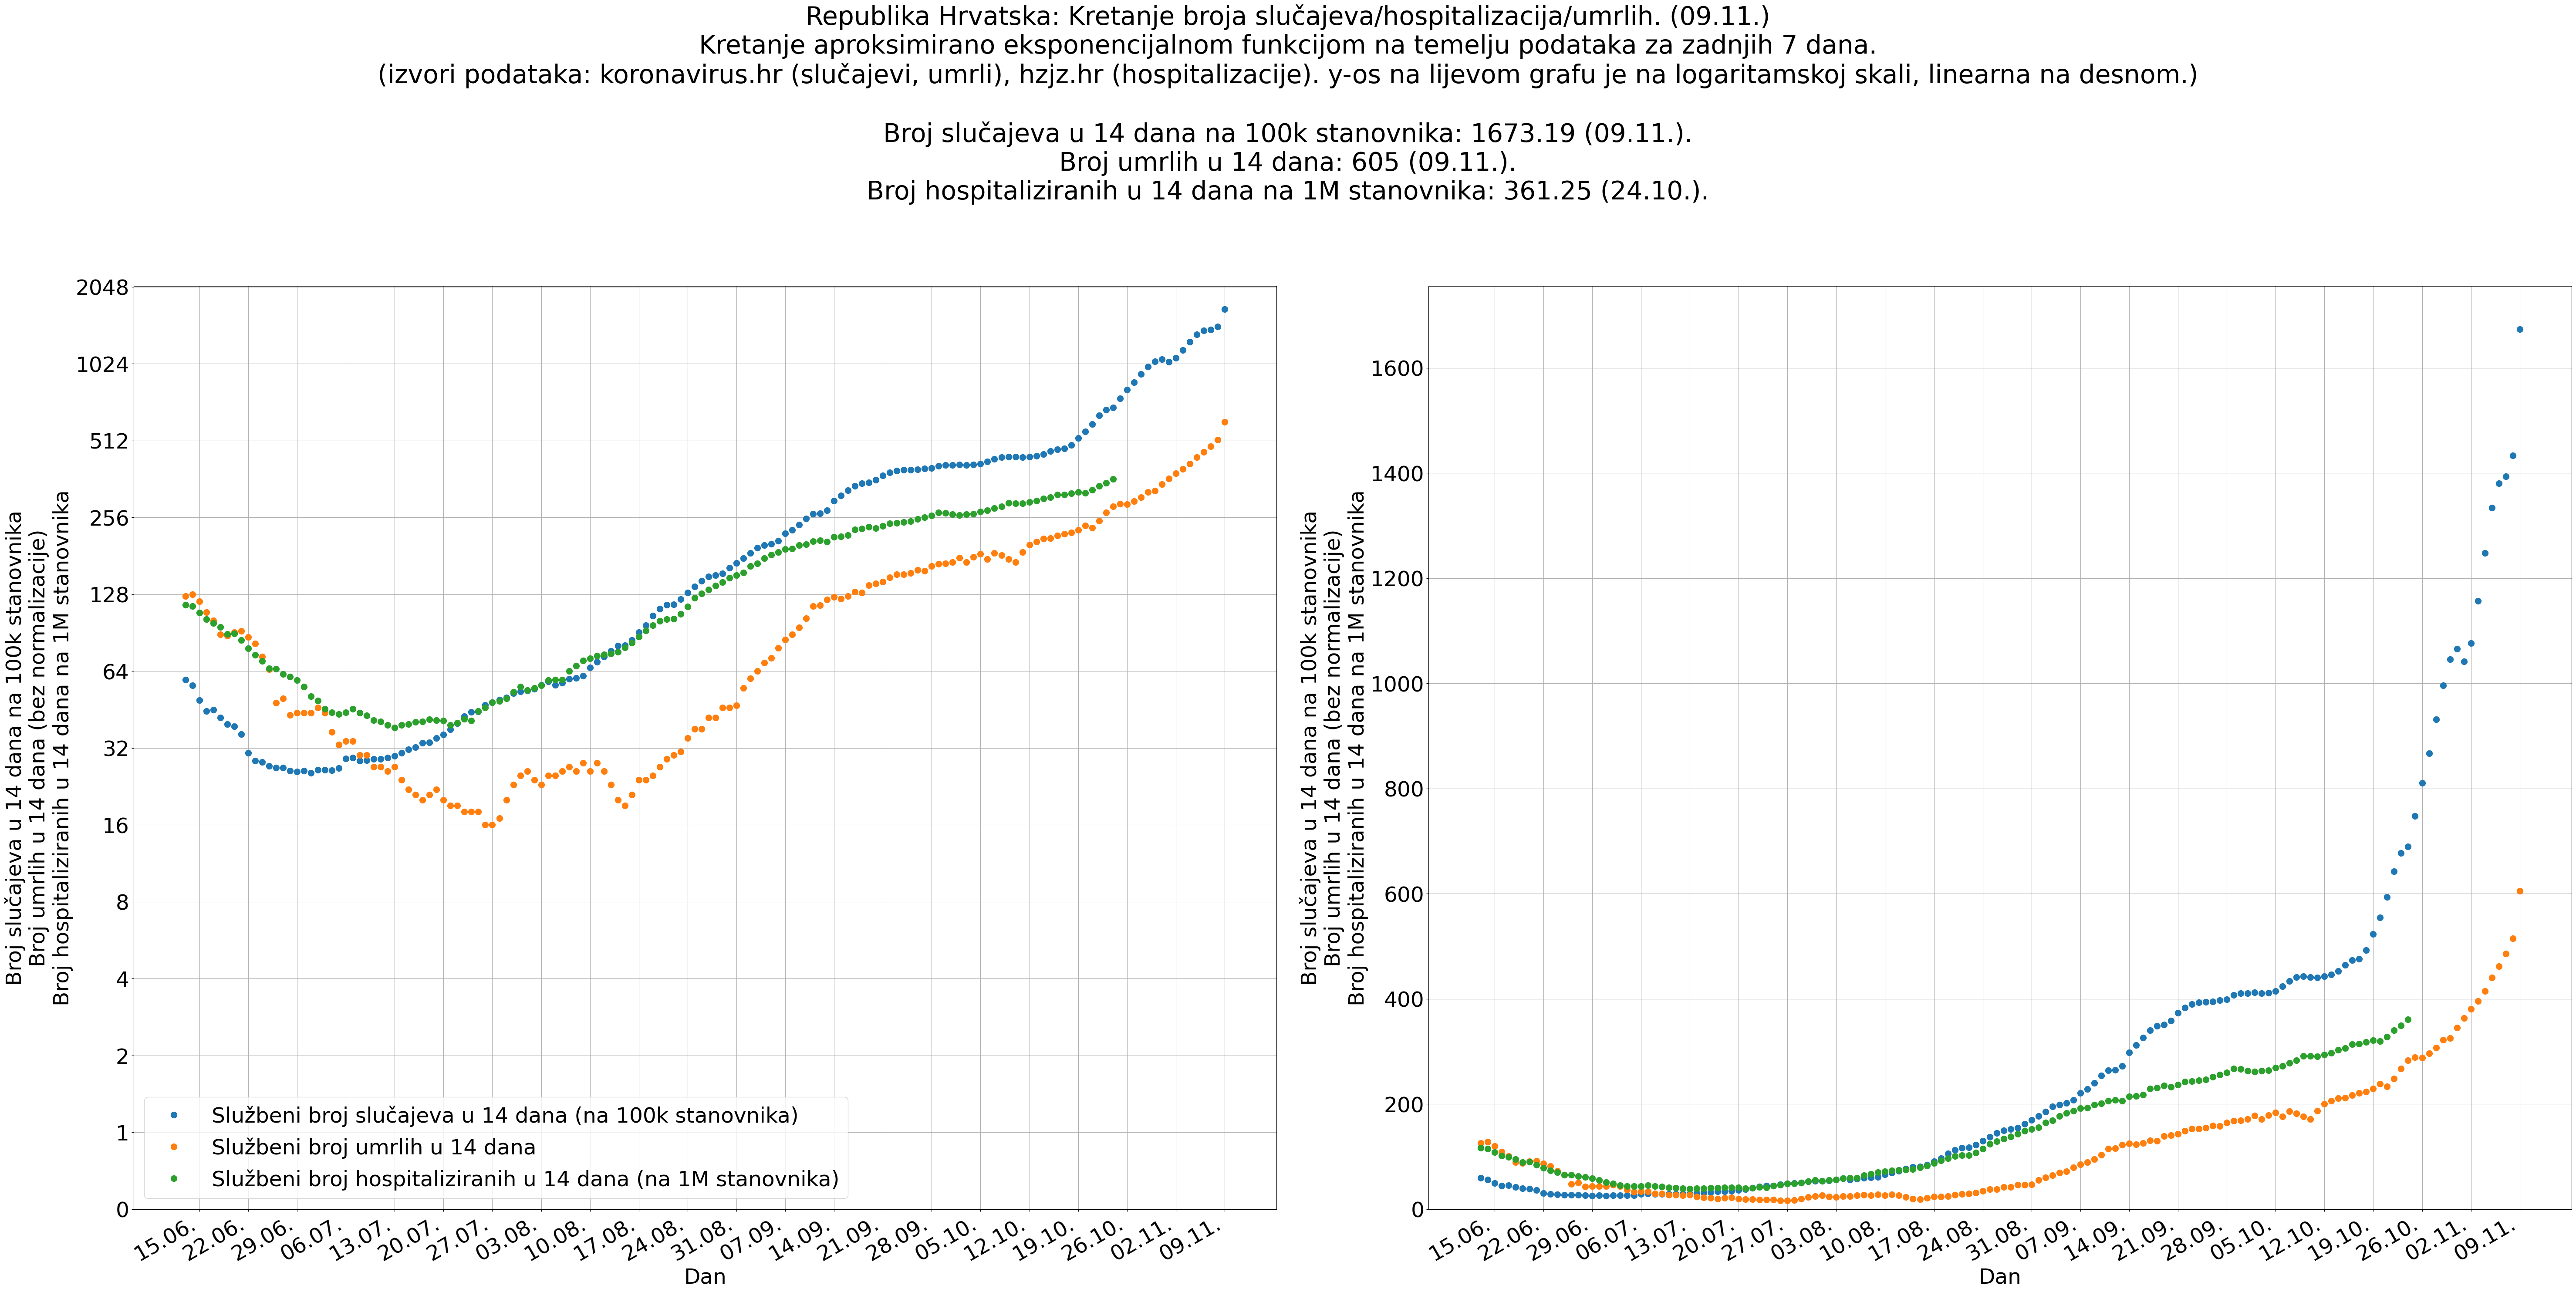 Republika Hrvatska: Kretanje broja slučajeva/hospitalizacija/umrlih. (09.11.)
Kretanje aproksimirano eksponencijalnom funkcijom na temelju podataka za zadnjih 7 dana.
(izvori podataka: koronavirus.hr (slučajevi, umrli), hzjz.hr (hospitalizacije). y-os na lijevom grafu je na logaritamskoj skali, linearna na desnom.)
Broj slučajeva u 14 dana na 100k stanovnika: 1673.19 (09.11.).
Broj umrlih u 14 dana: 605 (09.11.).
Broj hospitaliziranih u 14 dana na 1M stanovnika: 361.25 (24.10.).
Broj slučajeva u 14 dana na 100k stanovnika
Broj umrlih u 14 dana (bez normalizacije)
Broj hospitaliziranih u 14 dana na 1M stanovnika
2048
1024
512
256
128
64
32
16
8
4
2
1
0
Službeni broj slučajeva u 14 dana (na 100k stanovnika)
Službeni broj umrlih u 14 dana
Službeni broj hospitaliziranih u 14 dana (na 1M stanovnika)
15.06. 22.06. 29.06. 06.07. 13.07. 20.07. 27.07. 03.08. 10.08. 17.08. 24.08. 31.08. 07.09. 14.09. 21.09. 28.09. 05.10. 12.10. 19.10. 26.10. 02.11. 09.11.
Dan
Broj slučajeva u 14 dana na 100k stanovnika
Broj umrlih u 14 dana (bez normalizacije)
Broj hospitaliziranih u 14 dana na 1M stanovnika
1600
1400
1200
1000
800
600
400
200
0
15.06. 22.06. 29.06. 06.07. 13.07. 20.07. 27.07. 03.08. 10.08. 17.08. 24.08. 31.08. 07.09. 14.09. 21.09. 28.09. 05.10. 12.10. 19.10. 26.10. 02.11. 09.11.
Dan